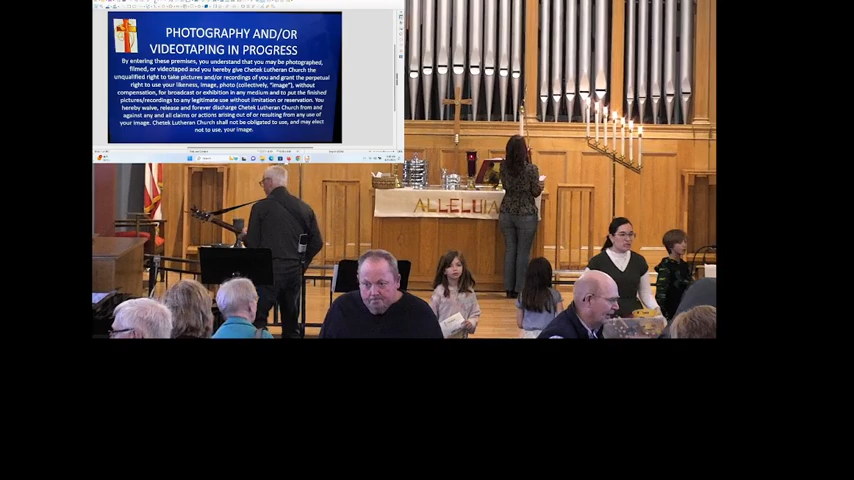 PHOTOGRAPHY AND/OR
VIDEOTAPING IN PROGRESS
By entering these premises, you understand that you may be photographed,
filmed, or videotaped and you hereby give Chetek Lutheran Church the
unqualified right to take pictures and/or recordings of you and grant the perpetual
right to use your likeness, image, photo (collectively, "image"), without
compensation, for broadcast or exhibition in any medium and to put the finished
pictures/recordings to any legitimate use without limitation or reservation. You
hereby waive, release and forever discharge Chetek Lutheran Church from and
against any and all claims or actions arising out of or resulting from any use of
your image. Chetek Lutheran Church shall not be obligated to use, and may elect
not to use, your image.
ALLELUIA